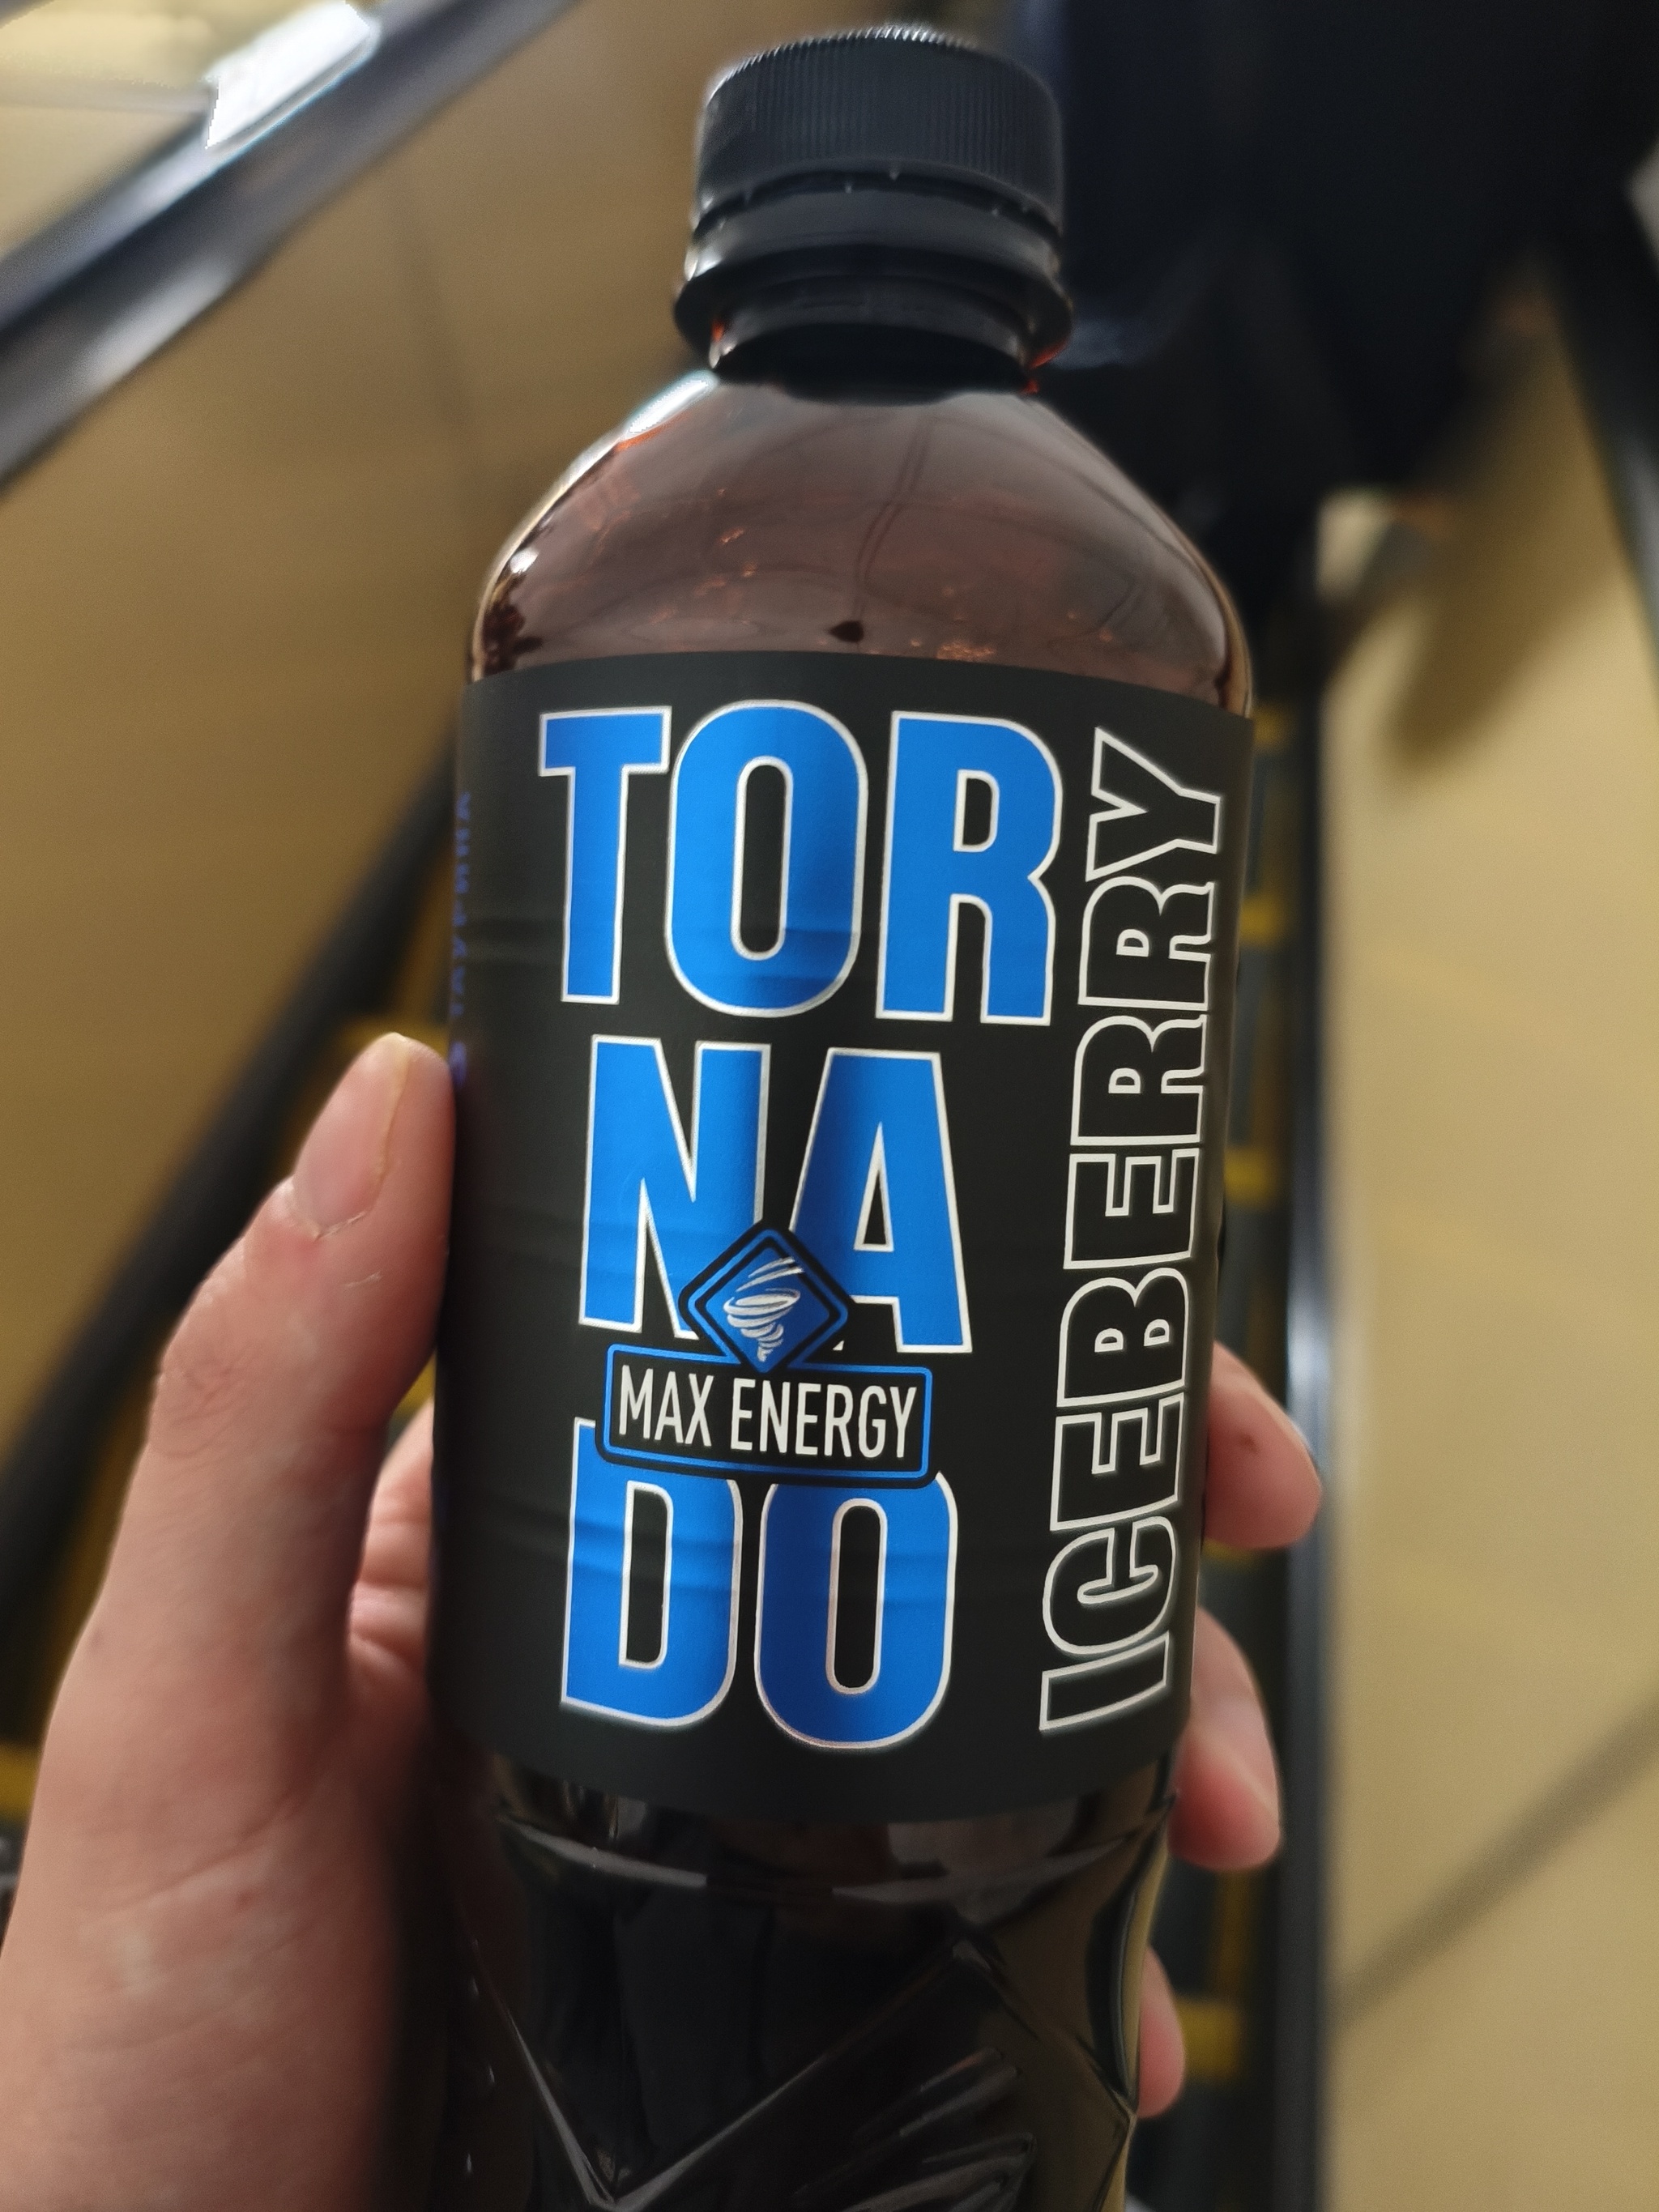 TOR
NA
MAX ENERGY
DO
ICEBERRY